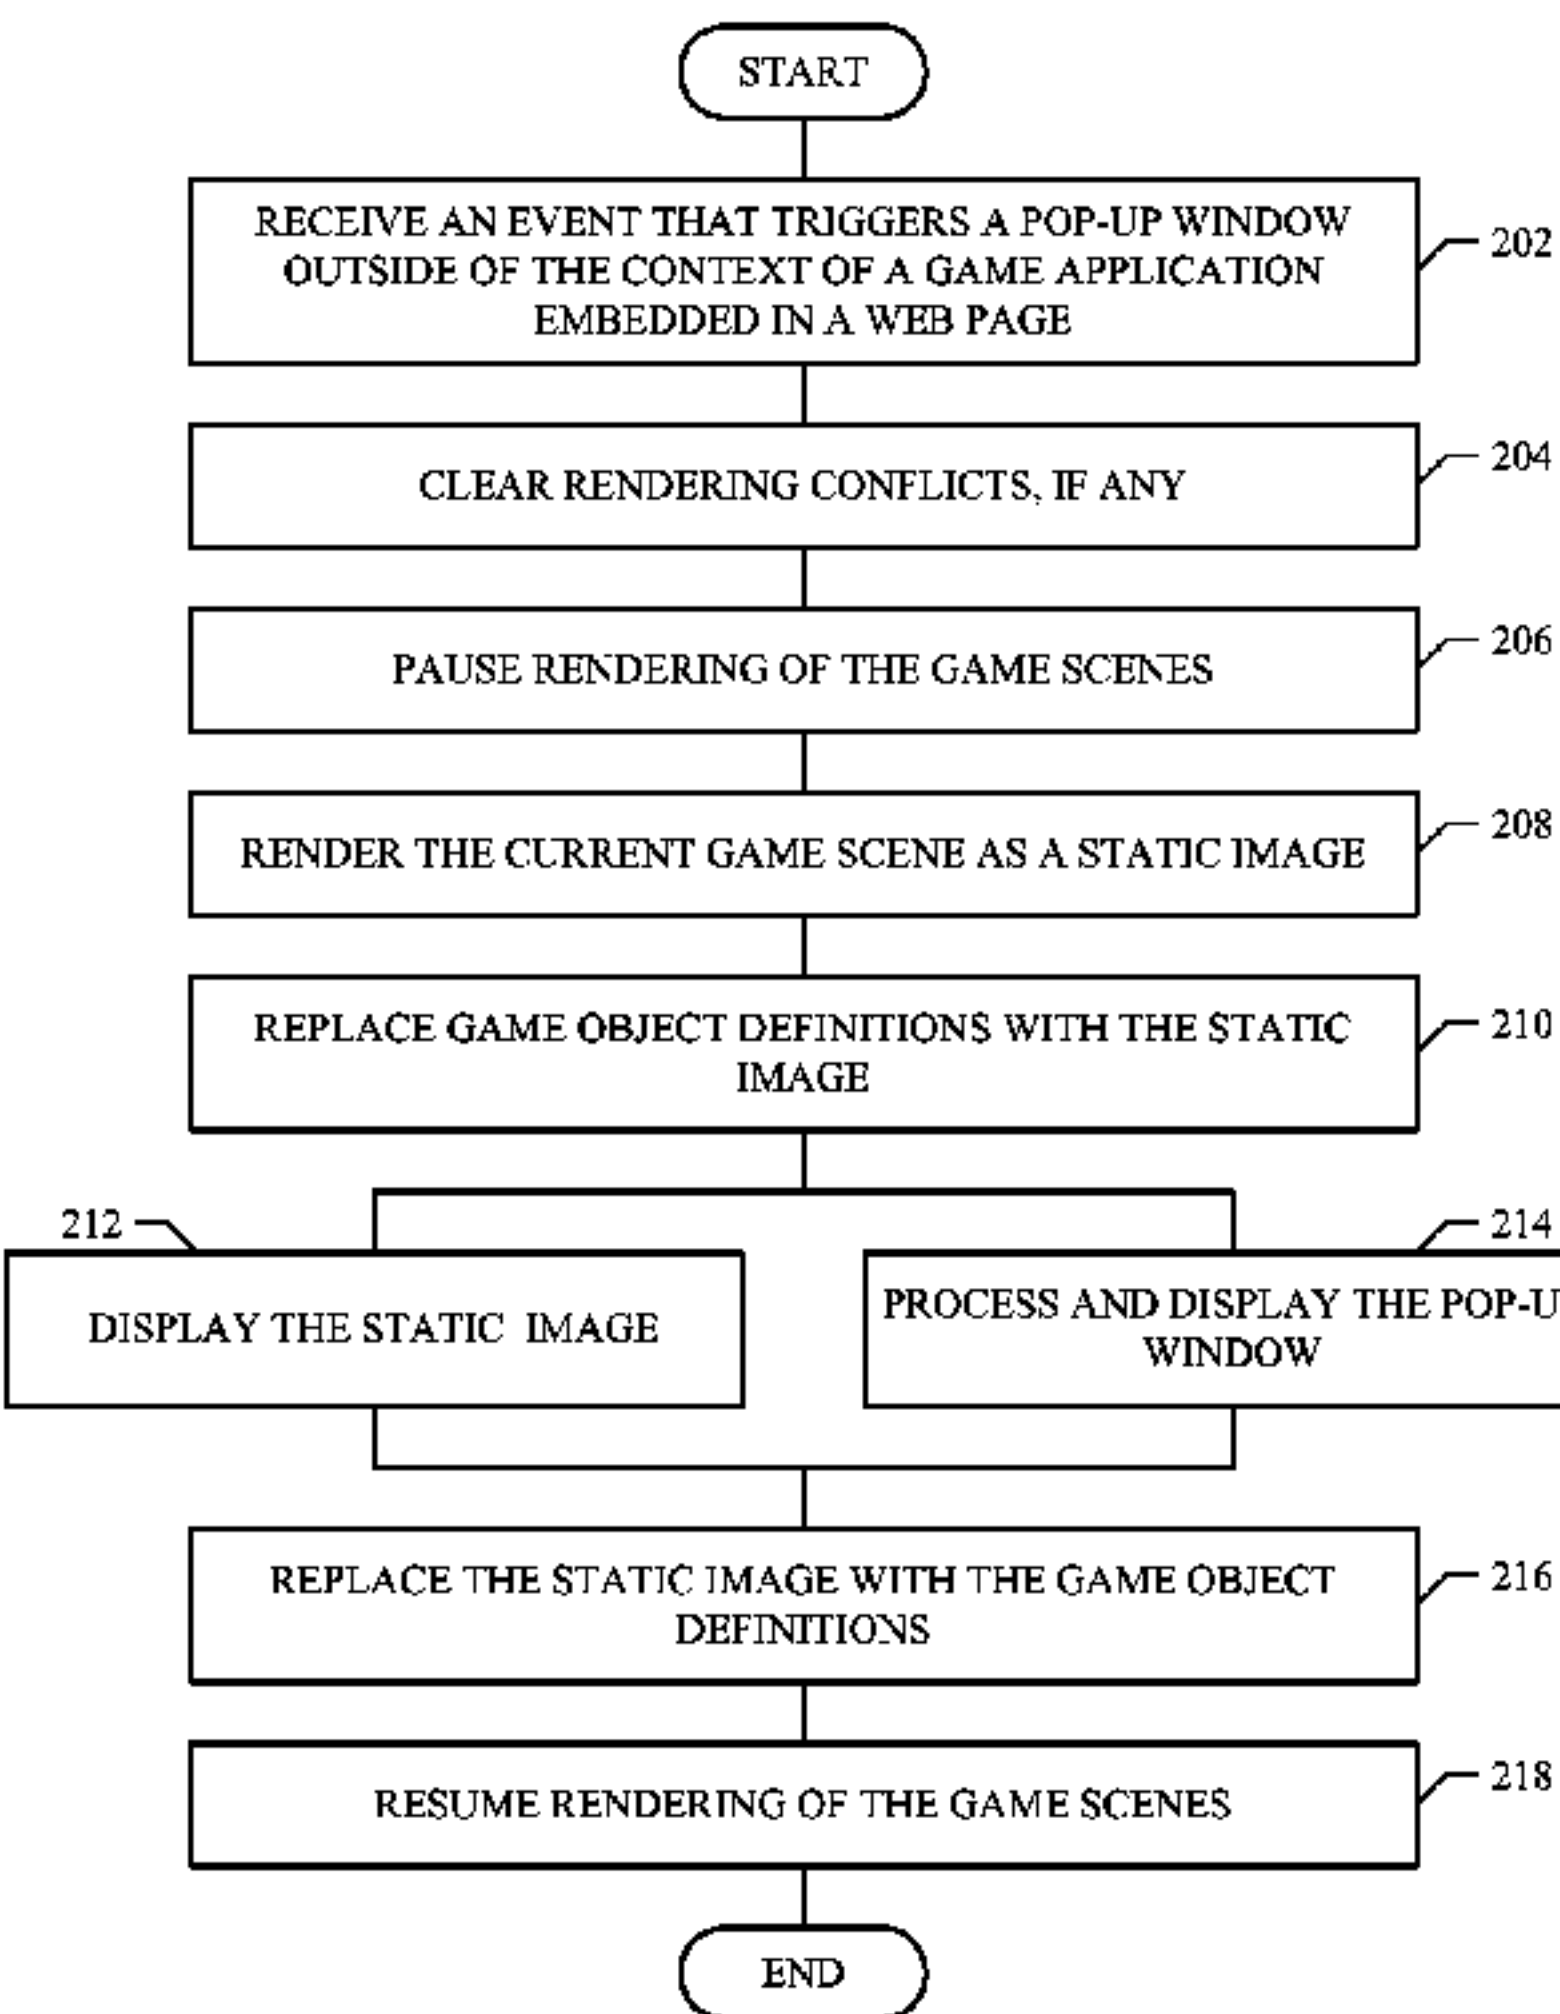 START
RECEIVE AN EVENT THAT TRIGGERS A POP-UP WINDOW
OUTSIDE OF THE CONTEXT OF A GAME APPLICATION
EMBEDDED IN A WEB PAGE
202
CLEAR RENDERING CONFLICTS, IF ANY
204
PAUSE RENDERING OF THE GAME SCENES
206
RENDER THE CURRENT GAME SCENE AS A STATIC IMAGE
208
REPLACE GAME OBJECT DEFINITIONS WITH THE STATIC
IMAGE
210
212
DISPLAY THE STATIC IMAGE
214
PROCESS AND DISPLAY THE POP-U
WINDOW
REPLACE THE STATIC IMAGE WITH THE GAME OBJECT
DEFINITIONS
216
RESUME RENDERING OF THE GAME SCENES
218
END